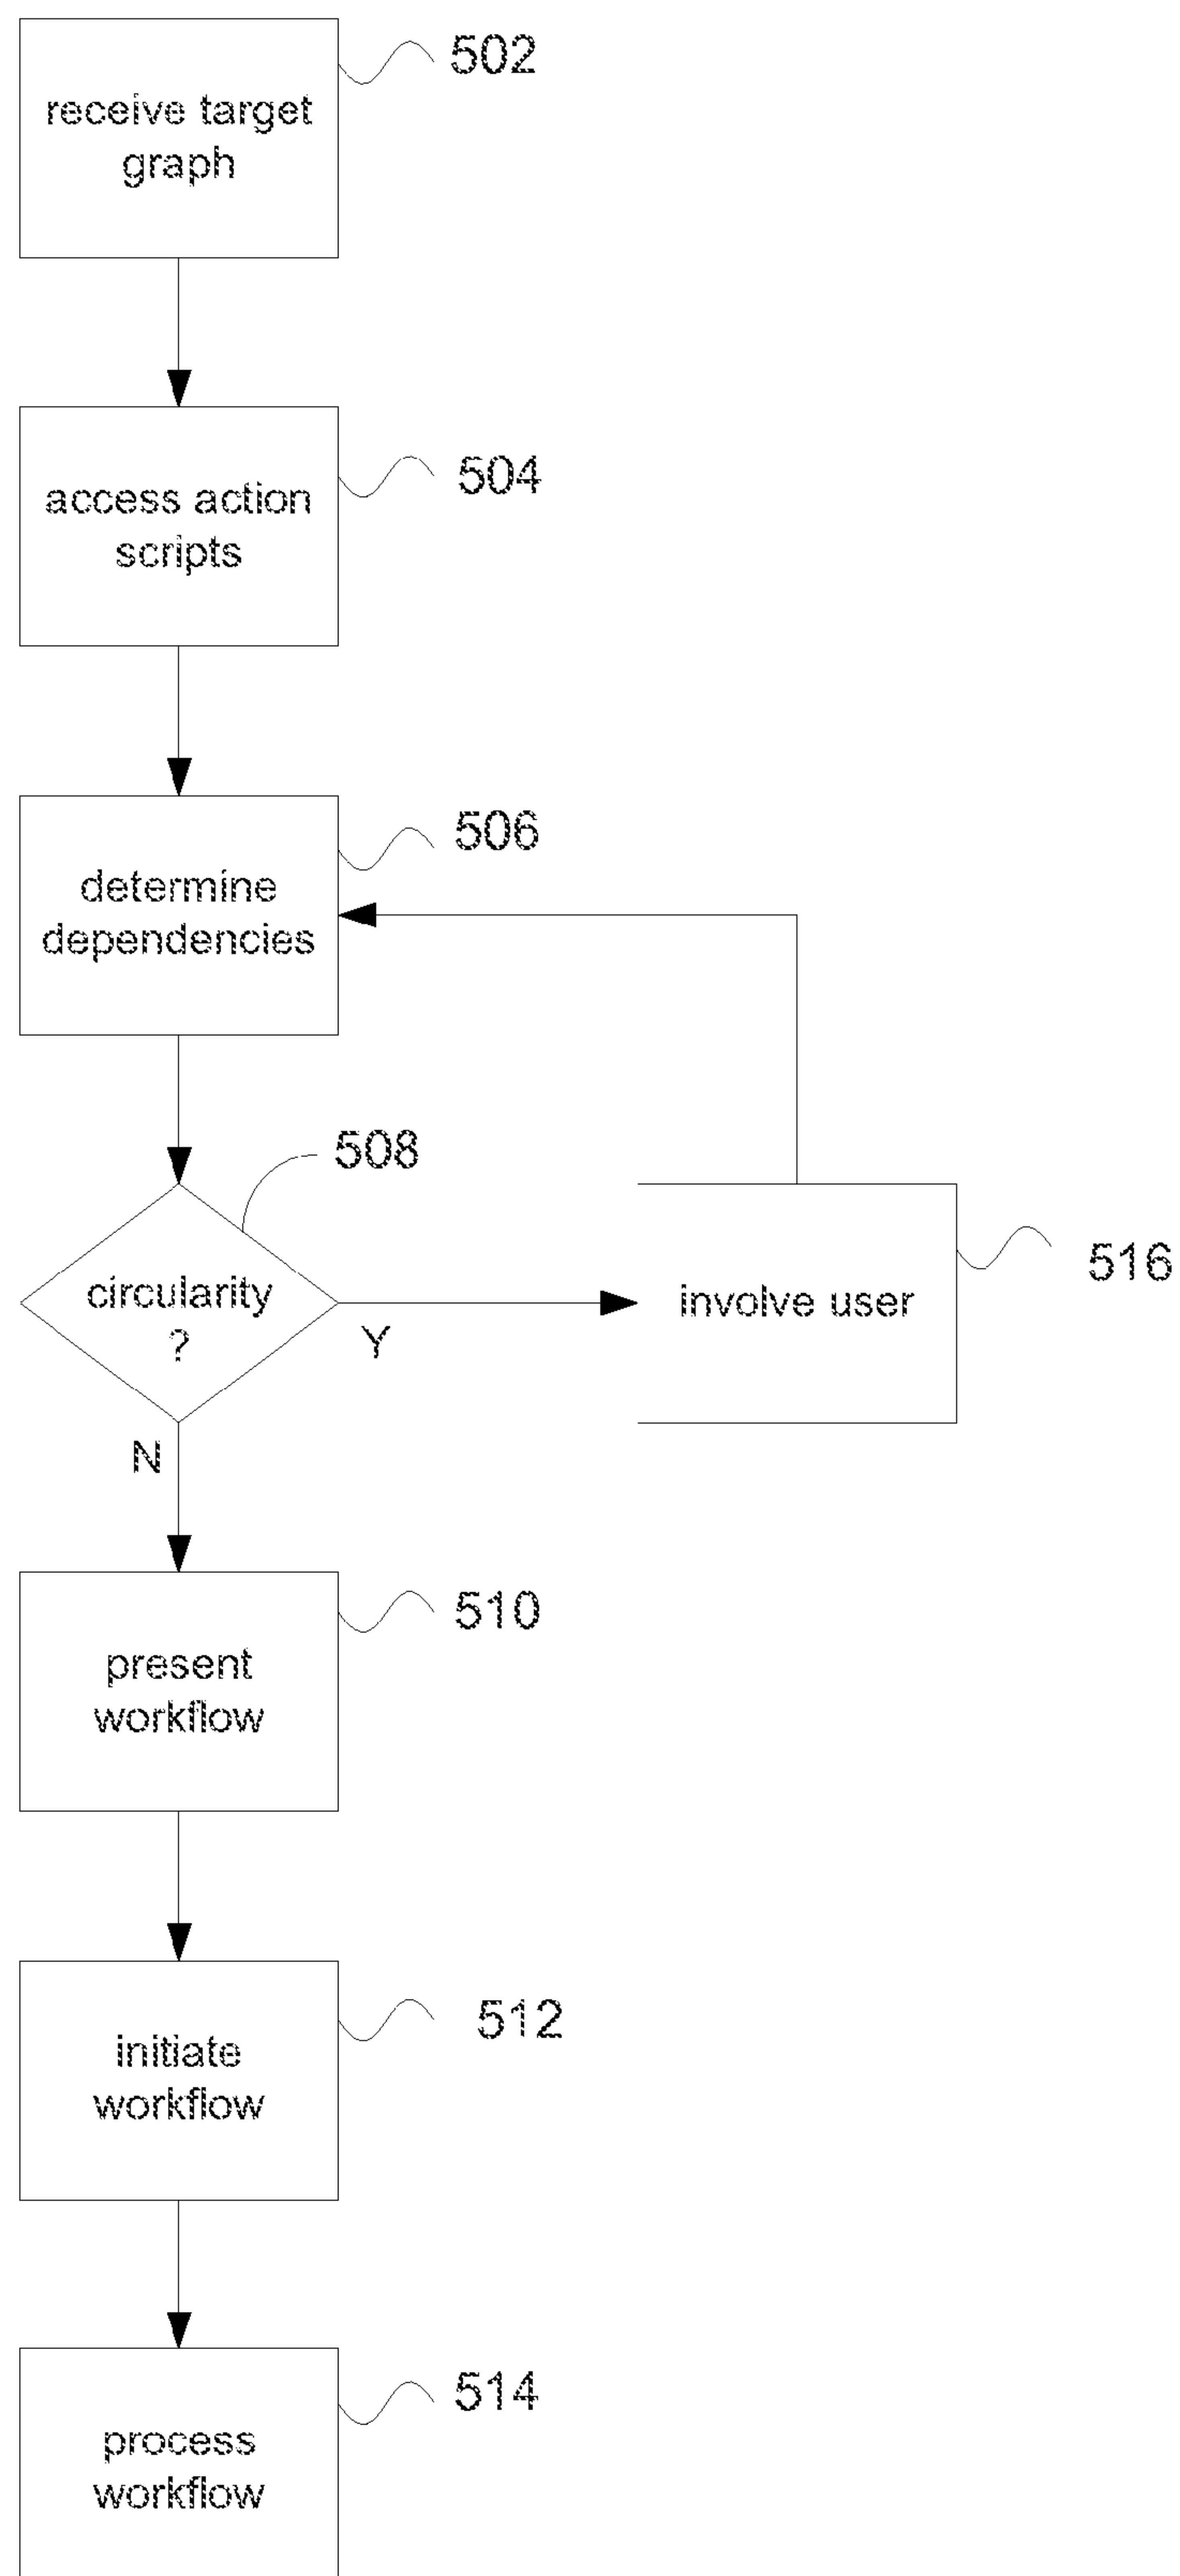 502
receive target
graph
504
access action
scripts
506
determine
dependencies
508
circularity
?
Y
516
involve user
N
510
present
workflow
512
initiate
workflow
514
process
workflow